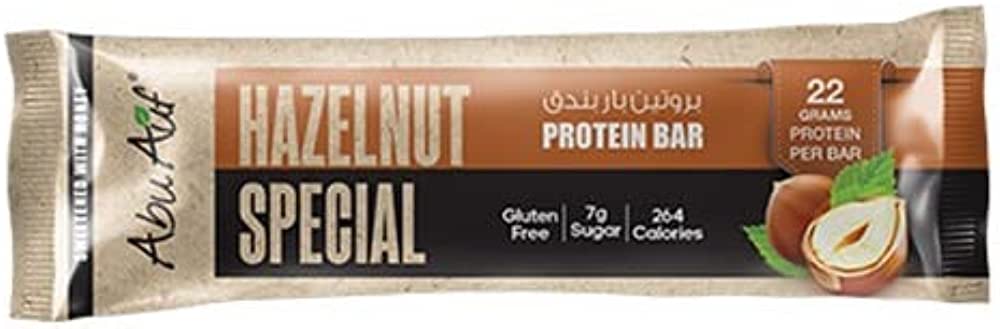 SWEETENED WITH HONEY
Abu Auf®
HAZELNUT
SPECIAL
بروتين بار بندق
PROTEIN BAR
Gluten
Free
7g
Sugar
264
Calories
22
GRAMS
PROTEIN
PER BAR